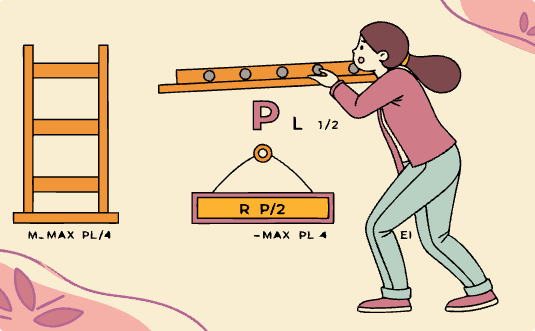 P L 1/2
R P/2
M_MAX PL/4
-MAX PL 4 EI